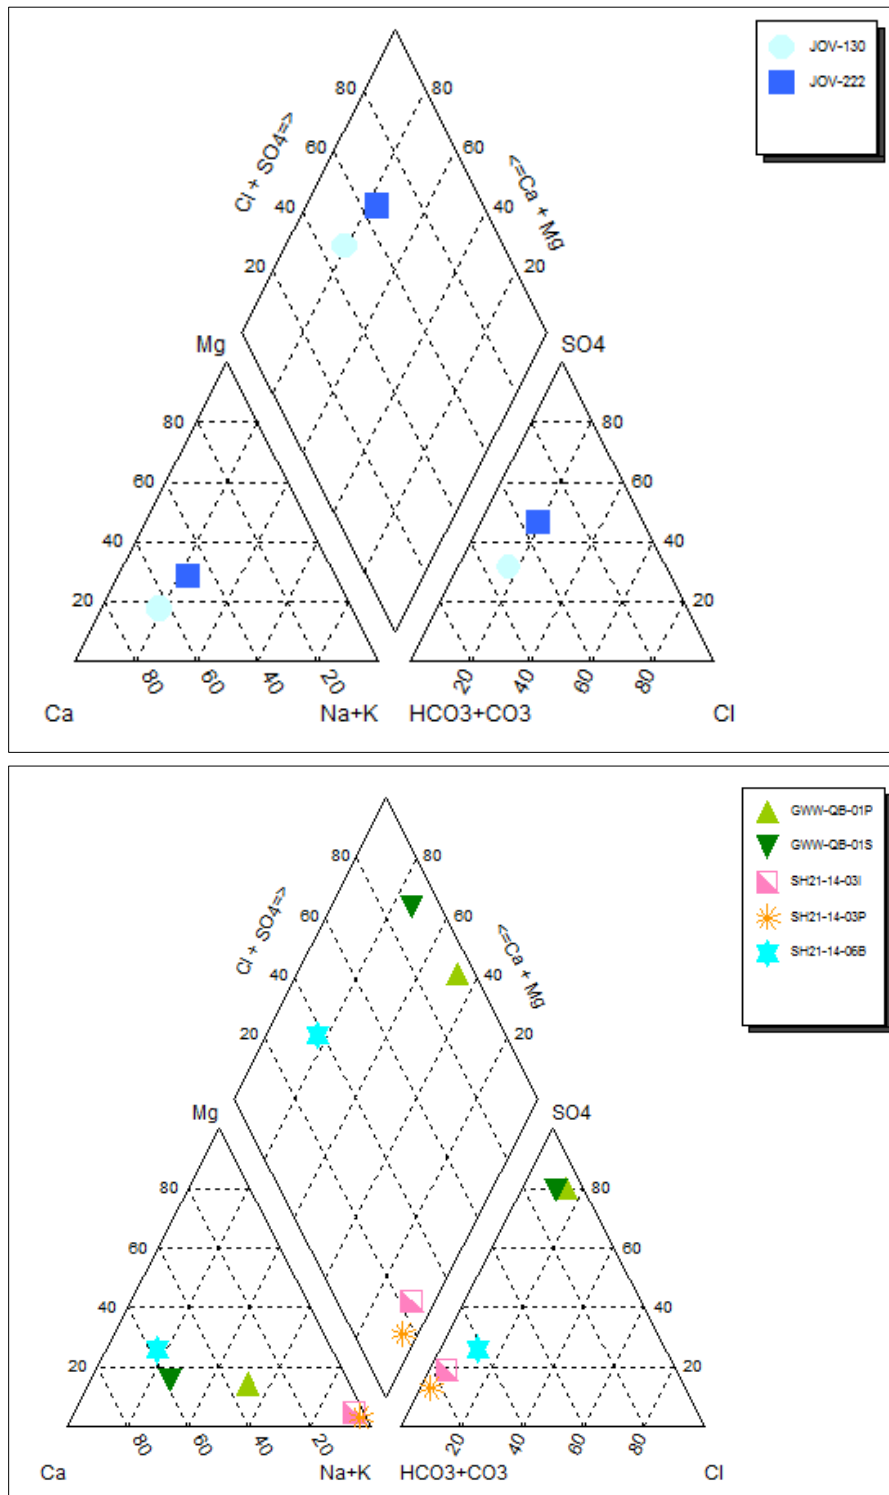 JOV-130
JOV-222
80 80
Cl + SO4=> <=Ca + Mg
60 60
40 40
20 20
Mg SO4
80 80
60 60
40 40
20 20
80 60 40 20 20 40 60 80
Ca Na+K HCO3+CO3 Cl
GWW-QB-01P
GWW-QB-01S
SH21-14-03I
SH21-14-03P
SH21-14-06B
80 80
Cl + SO4=> <=Ca + Mg
60 60
40 40
20 20
Mg SO4
80 80
60 60
40 40
20 20
80 60 40 20 20 40 60 80
Ca Na+K HCO3+CO3 Cl